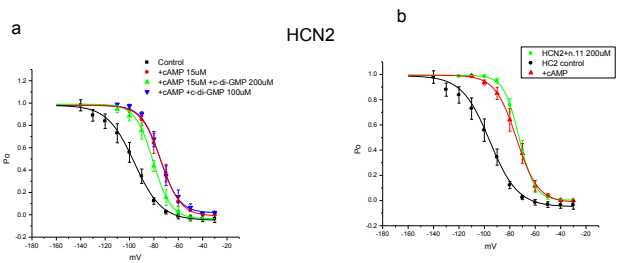 a
HCN2
b
Control
+cAMP 15uM
+cAMP 15uM +c-di-GMP 200uM
+cAMP +c-di-GMP 100uM
1.2
1.0
0.8
0.6
0.4
0.2
0.0
-0.2
Po
-180 -160 -140 -120 -100 -80 -60 -40 -20
mV
HCN2+n.11 200uM
HC2 control
+cAMP
1.0
0.8
0.6
0.4
0.2
0.0
-0.2
Po
-180 -160 -140 -120 -100 -80 -60 -40 -20
mV